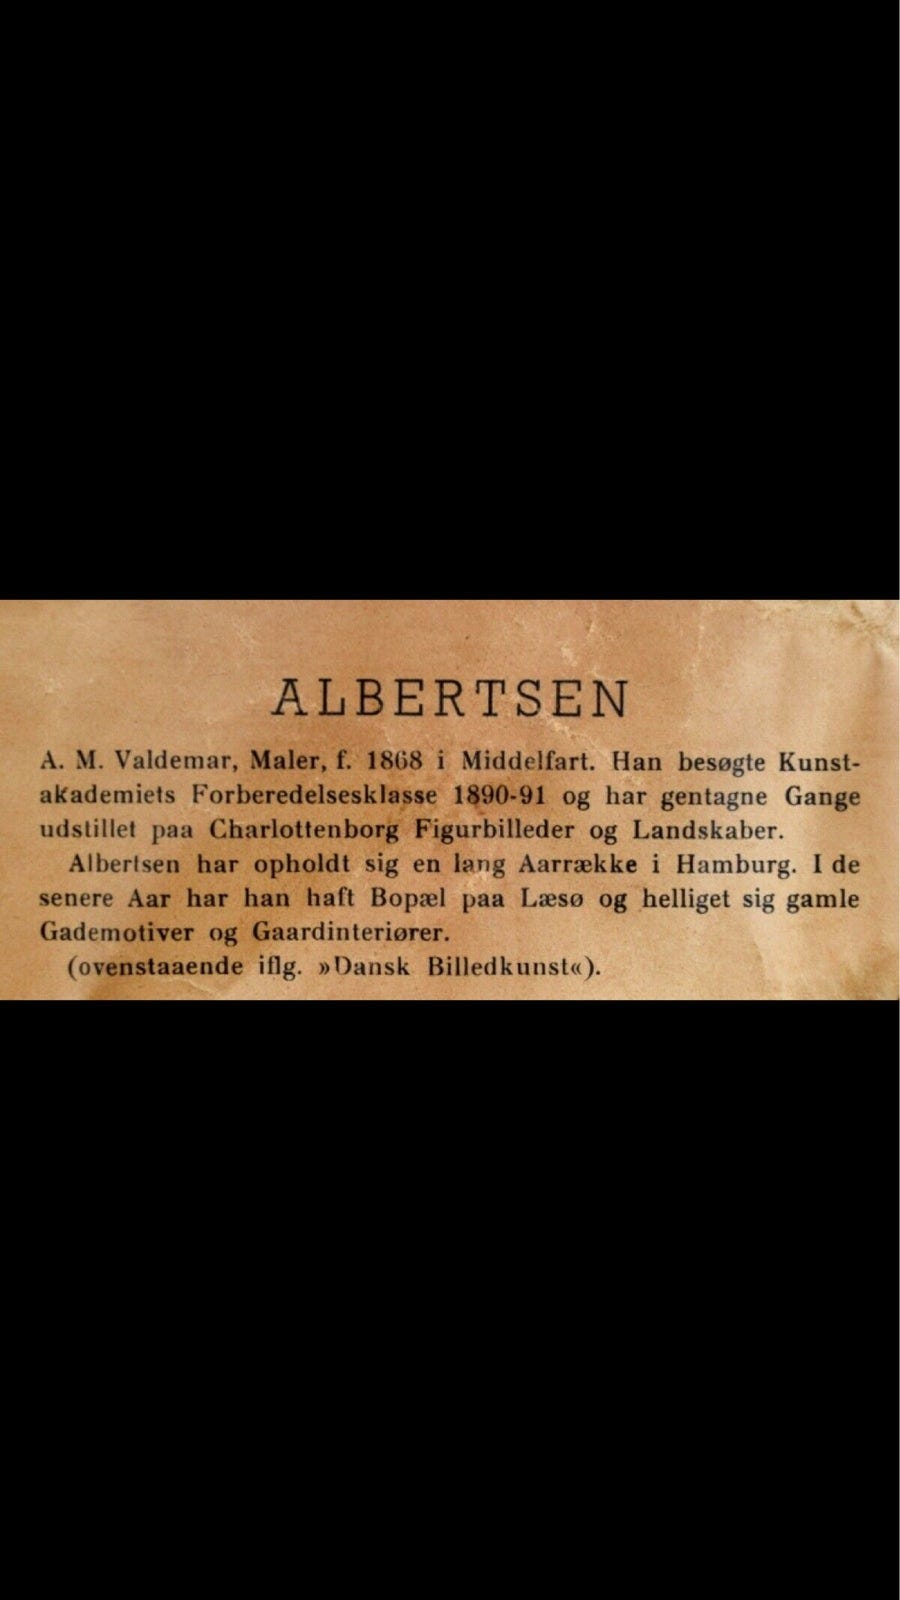 ALBERTSEN
A. M. Valdemar, Maler, f. 1868 i Middelfart. Han besøgte Kunst-
akademiets Forberedelsesklasse 1890-91 og har gentagne Gange
udstillet paa Charlottenborg Figurbilleder og Landskaber.
Albertsen har opholdt sig en lang Aarrække i Hamburg. I de
senere Aar har han haft Bopæl paa Læsø og helliget sig gamle
Gademotiver og Gaardinteriører.
(ovenstaaende iflg. »Dansk Billedkunst«).